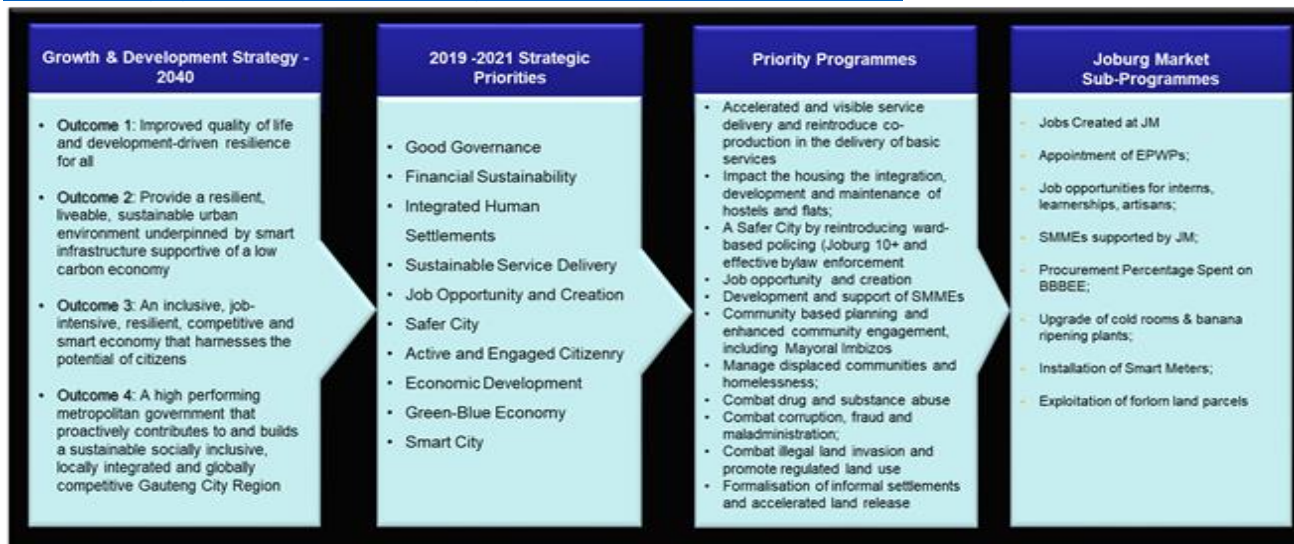 Growth & Development Strategy -
2040
• Outcome 1: Improved quality of life
and development-driven resilience
for all
• Outcome 2: Provide a resilient,
liveable, sustainable urban
environment underpinned by smart
infrastructure supportive of a low
carbon economy
• Outcome 3: An inclusive, job-
intensive, resilient, competitive and
smart economy that harnesses the
potential of citizens
• Outcome 4: A high performing
metropolitan government that
proactively contributes to and builds
a sustainable socially inclusive,
locally integrated and globally
competitive Gauteng City Region
2019 -2021 Strategic
Priorities
• Good Governance
• Financial Sustainability
• Integrated Human
Settlements
• Sustainable Service Delivery
• Job Opportunity and Creation
• Safer City
• Active and Engaged Citizenry
• Economic Development
• Green-Blue Economy
• Smart City
Priority Programmes
• Accelerated and visible service
delivery and reintroduce co-
production in the delivery of basic
services
• Impact the housing the integration,
development and maintenance of
hostels and flats;
• A Safer City by reintroducing ward-
based policing (Joburg 10+ and
effective bylaw enforcement
• Job opportunity and creation
• Development and support of SMMEs
• Community based planning and
enhanced community engagement,
including Mayoral Imbizos
• Manage displaced communities and
homelessness;
• Combat drug and substance abuse
• Combat corruption, fraud and
maladministration;
• Combat illegal land invasion and
promote regulated land use
• Formalisation of informal settlements
and accelerated land release
Joburg Market
Sub-Programmes
- Jobs Created at JM
- Appointment of EPWPs;
- Job opportunities for interns,
learnerships, artisans;
- SMMEs supported by JM;
- Procurement Percentage Spent on
BBBEE;
- Upgrade of cold rooms & banana
ripening plants;
- Installation of Smart Meters;
- Exploitation of forlorn land parcels